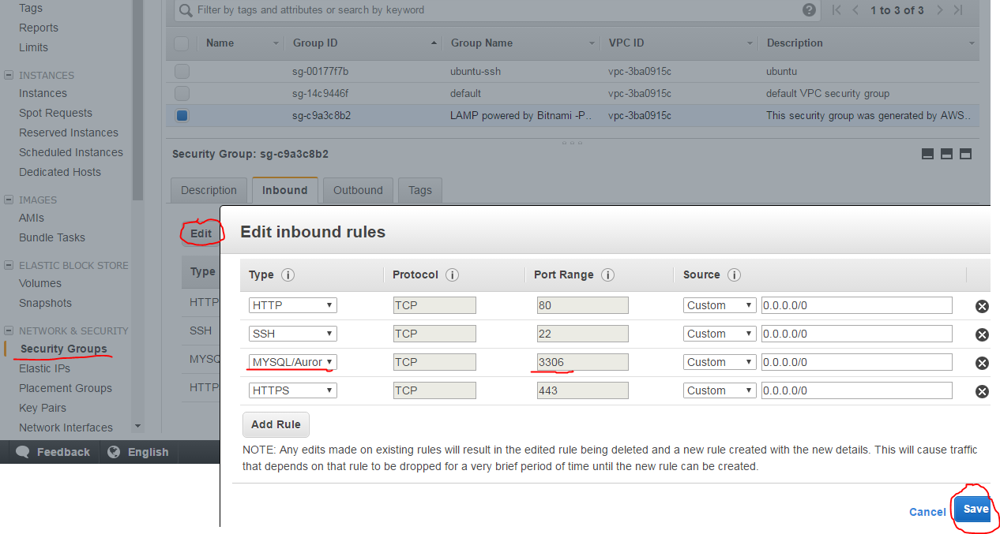 Tags
Reports
Limits
INSTANCES
Instances
Spot Requests
Reserved Instances
Scheduled Instances
Dedicated Hosts
IMAGES
AMIs
Bundle Tasks
ELASTIC BLOCK STORE
Volumes
Snapshots
NETWORK & SECURITY
Security Groups
Elastic IPs
Placement Groups
Key Pairs
Network Interfaces
Feedback English
Filter by tags and attributes or search by keyword ? 1 to 3 of 3
Name Group ID Group Name VPC ID Description
sg-00177f7b ubuntu-ssh vpc-3ba0915c ubuntu
sg-14c9446f default vpc-3ba0915c default VPC security group
sg-c9a3c8b2 LAMP powered by Bitnami -P.. vpc-3ba0915c This security group was generated by AWS..
Security Group: sg-c9a3c8b2
Description Inbound Outbound Tags
Edit
Type
HTTP
SSH
MYSQ
HTTP
Edit inbound rules
Type i Protocol i Port Range i Source i
HTTP TCP 80 Custom 0.0.0.0/0
SSH TCP 22 Custom 0.0.0.0/0
MYSQL/Auror TCP 3306 Custom 0.0.0.0/0
HTTPS TCP 443 Custom 0.0.0.0/0
Add Rule
NOTE: Any edits made on existing rules will result in the edited rule being deleted and a new rule created with the new details. This will cause traffic
that depends on that rule to be dropped for a very brief period of time until the new rule can be created.
Cancel Save